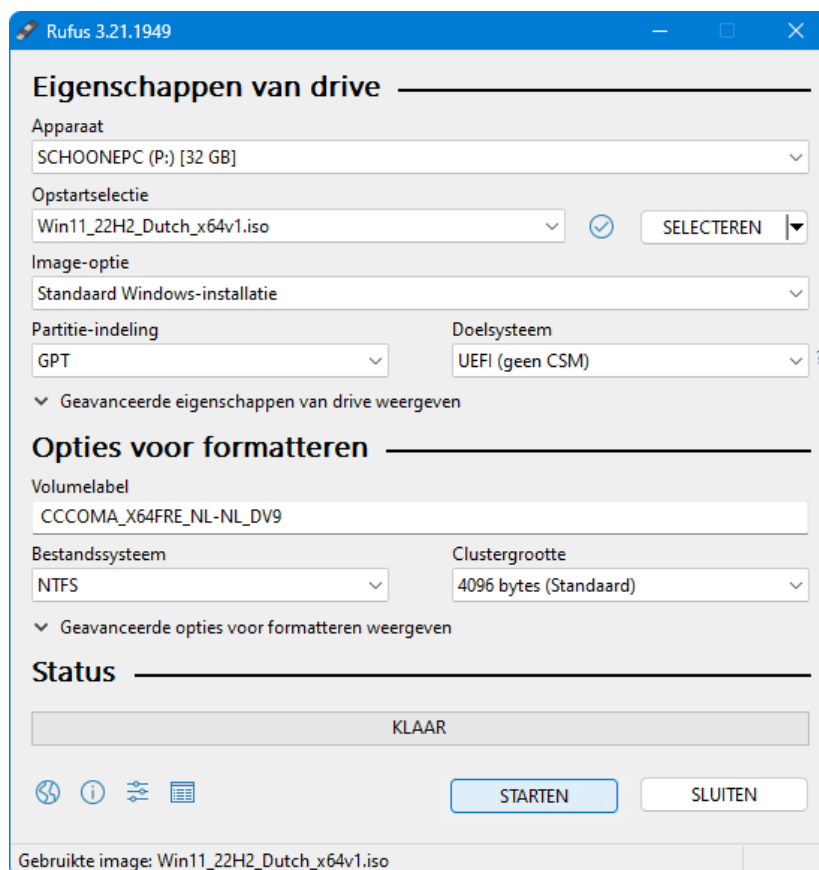 Rufus 3.21.1949
Eigenschappen van drive
Apparaat
SCHOONEPC (P:) [32 GB]
Opstartselectie
Win11_22H2_Dutch_x64v1.iso
SELECTEREN
Image-optie
Standaard Windows-installatie
Partitie-indeling Doelsysteem
GPT UEFI (geen CSM) ?
Geavanceerde eigenschappen van drive weergeven
Opties voor formatteren
Volumelabel
CCCOMA_X64FRE_NL-NL_DV9
Bestandssysteem Clustergrootte
NTFS 4096 bytes (Standaard)
Geavanceerde opties voor formatteren weergeven
Status
KLAAR
STARTEN SLUITEN
Gebruikte image: Win11_22H2_Dutch_x64v1.iso